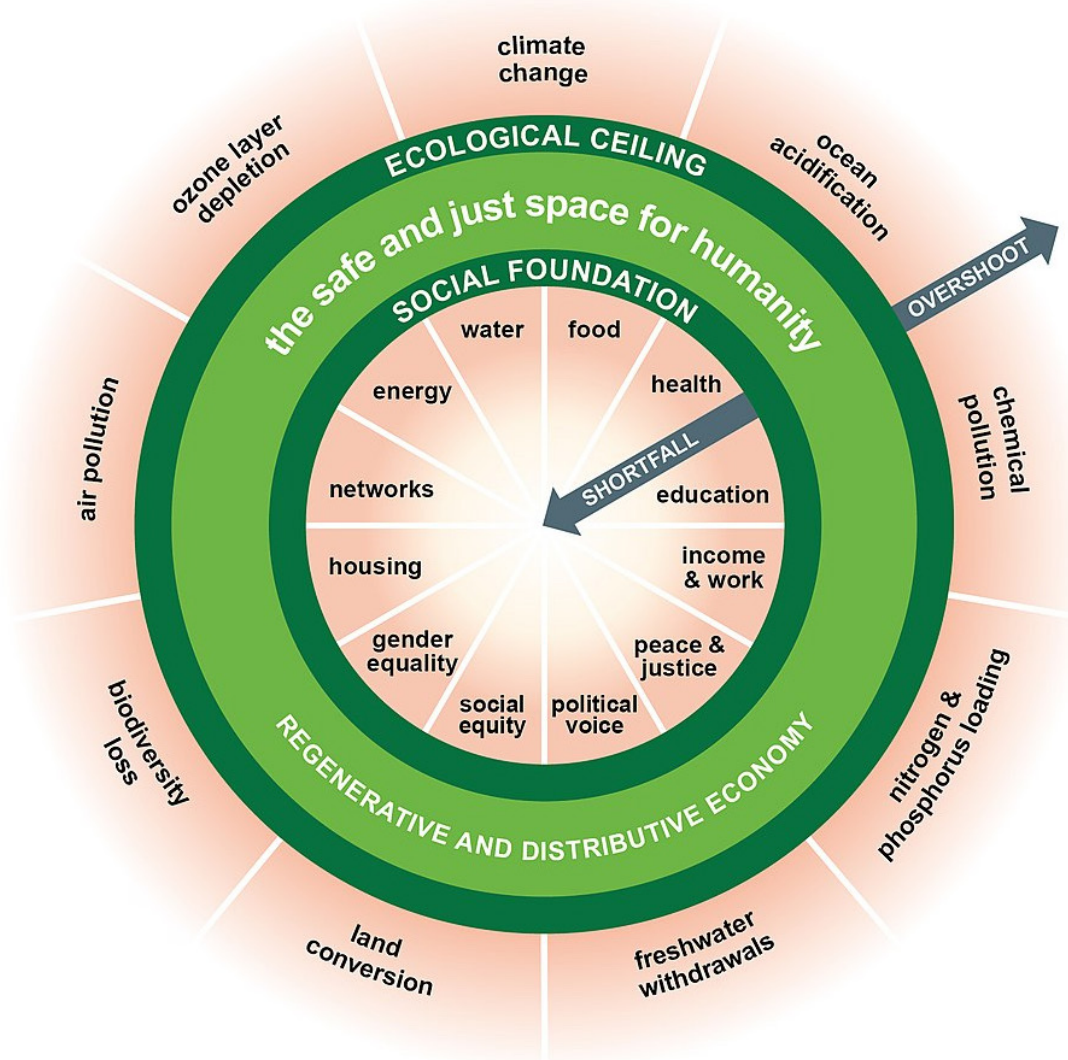 climate
change
ocean
acidification
OVERSHOOT
chemical
pollution
nitrogen &
phosphorus loading
freshwater
withdrawals
land
conversion
biodiversity
loss
air pollution
ozone layer
depletion
ECOLOGICAL CEILING
the safe and just space for humanity
SOCIAL FOUNDATION
water
food
energy
health
SHORTFALL
networks
education
housing
income
& work
gender
equality
peace &
justice
social
equity
political
voice
REGENERATIVE AND DISTRIBUTIVE ECONOMY